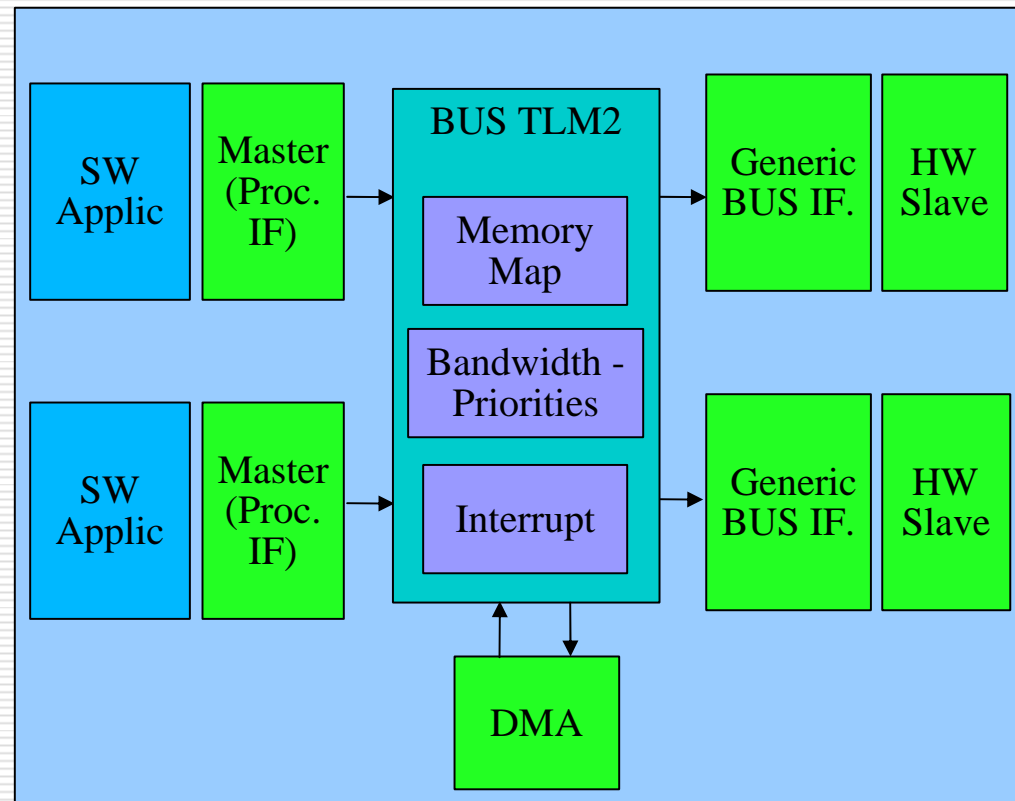 SW
Applic
Master
(Proc.
IF)
BUS TLM2
Memory
Map
Bandwidth -
Priorities
Interrupt
Generic
BUS IF.
HW
Slave
SW
Applic
Master
(Proc.
IF)
Generic
BUS IF.
HW
Slave
DMA